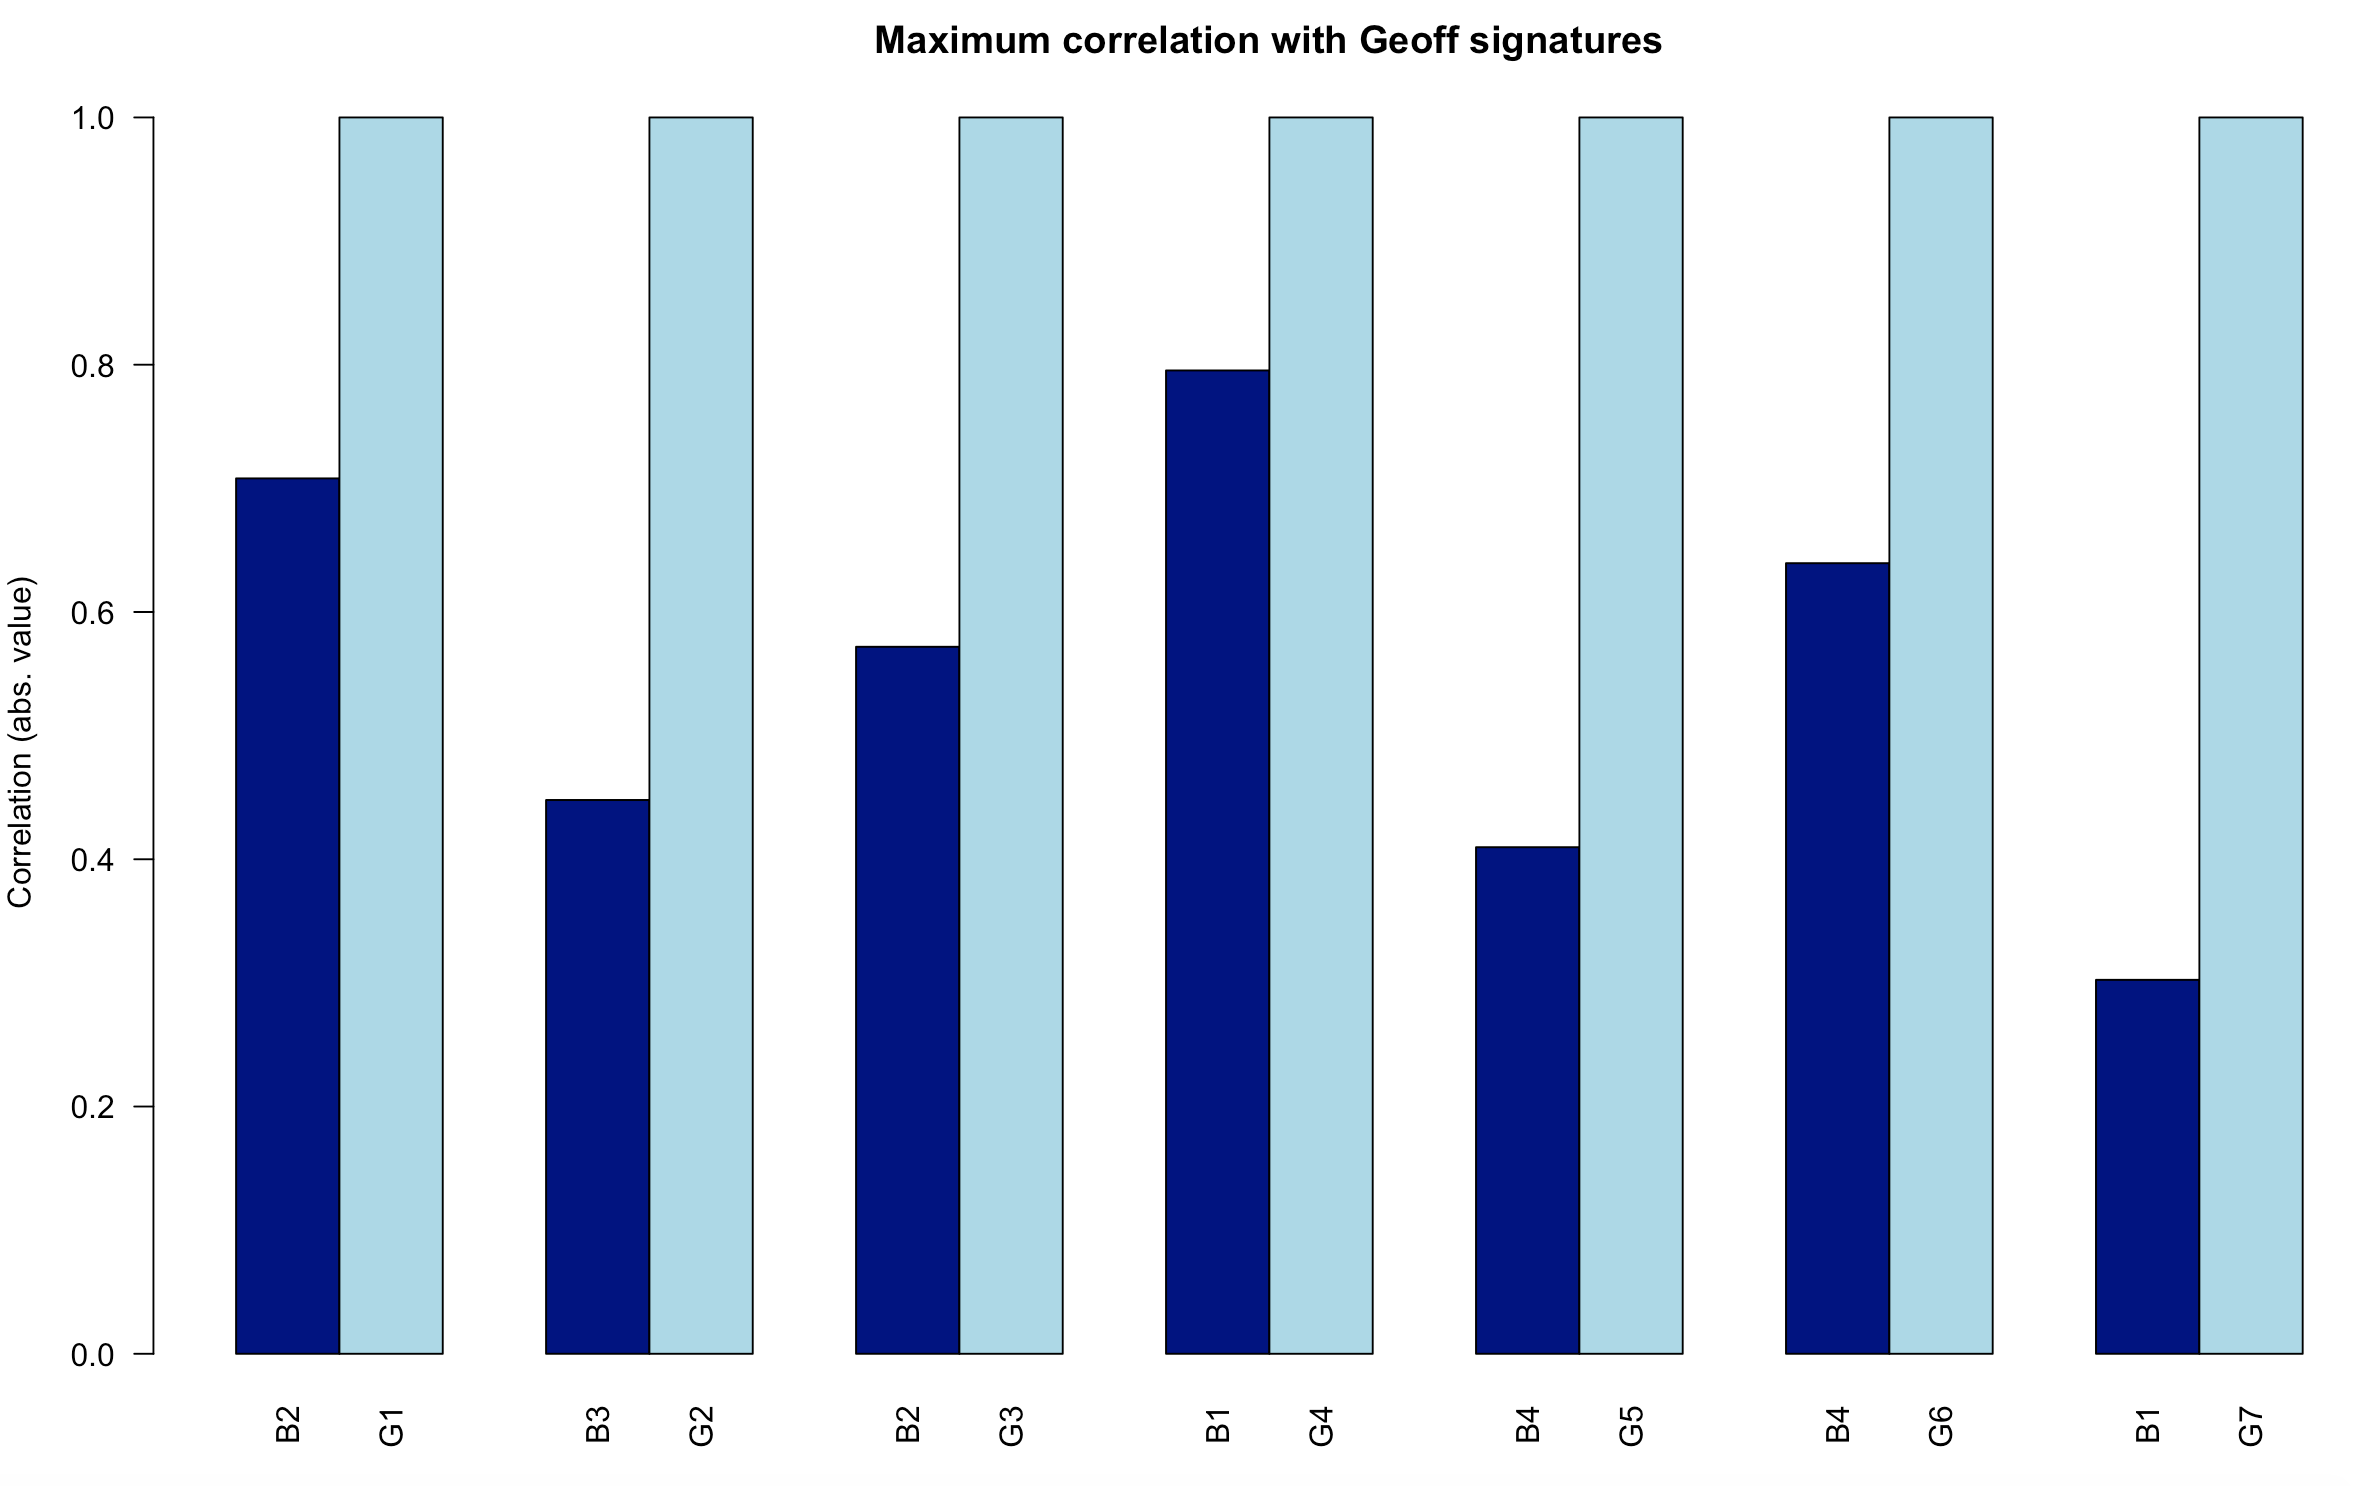 Maximum correlation with Geoff signatures
Correlation (abs. value)
1.0
0.8
0.6
0.4
0.2
0.0
B2 G1 B3 G2 B2 G3 B1 G4 B4 G5 B4 G6 B1 G7